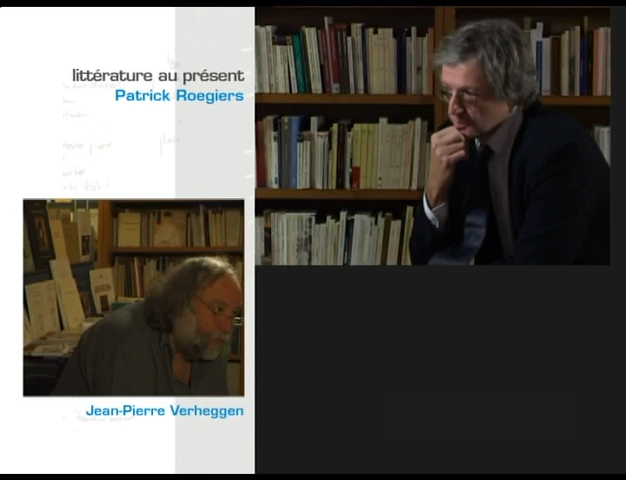 littérature au présent
Patrick Roegiers
Jean-Pierre Verheggen